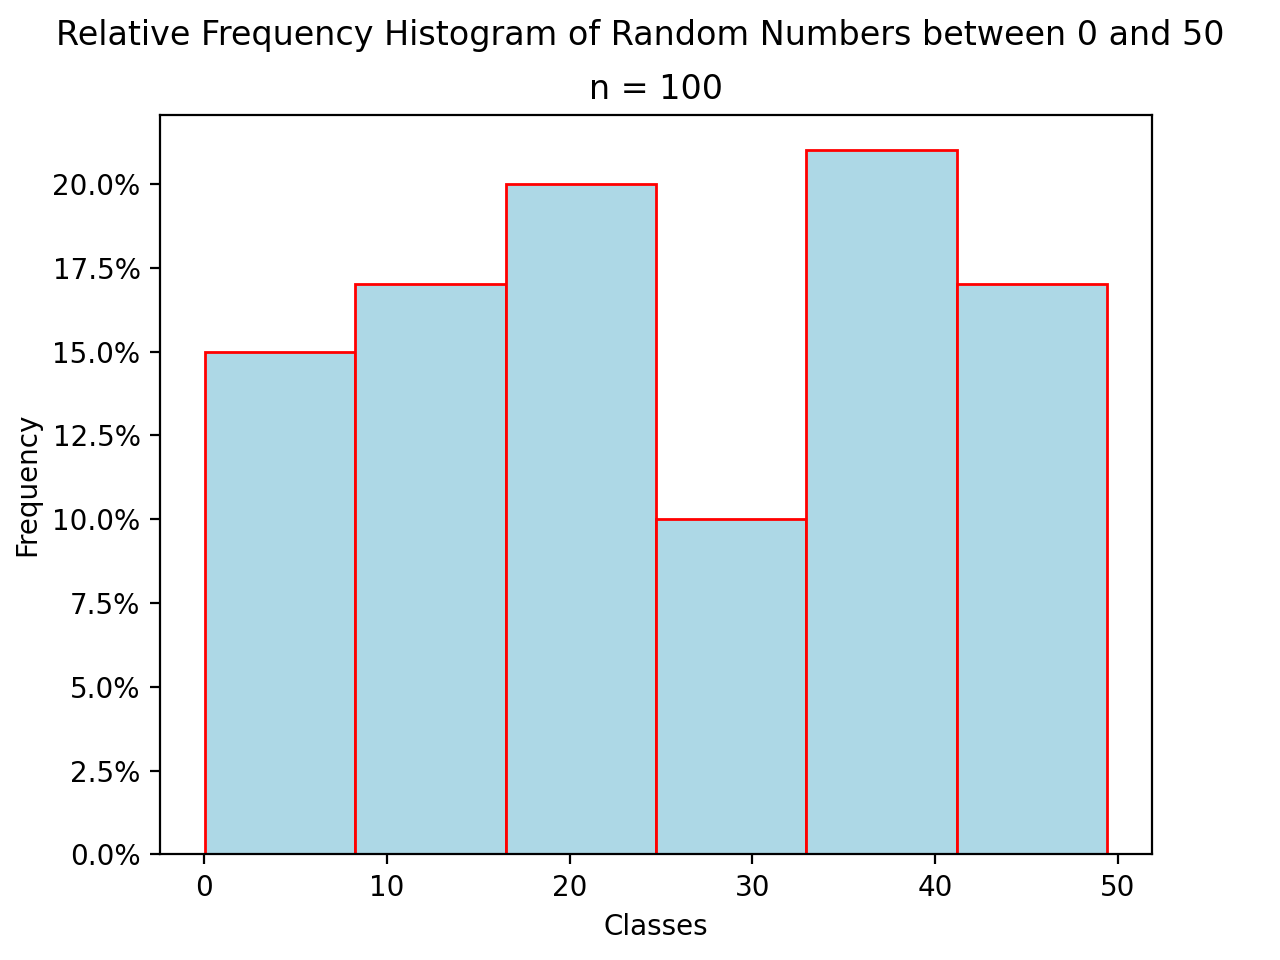 Relative Frequency Histogram of Random Numbers between 0 and 50
n = 100
20.0%
17.5%
15.0%
12.5%
10.0%
7.5%
5.0%
2.5%
0.0%
Frequency
0 10 20 30 40 50
Classes